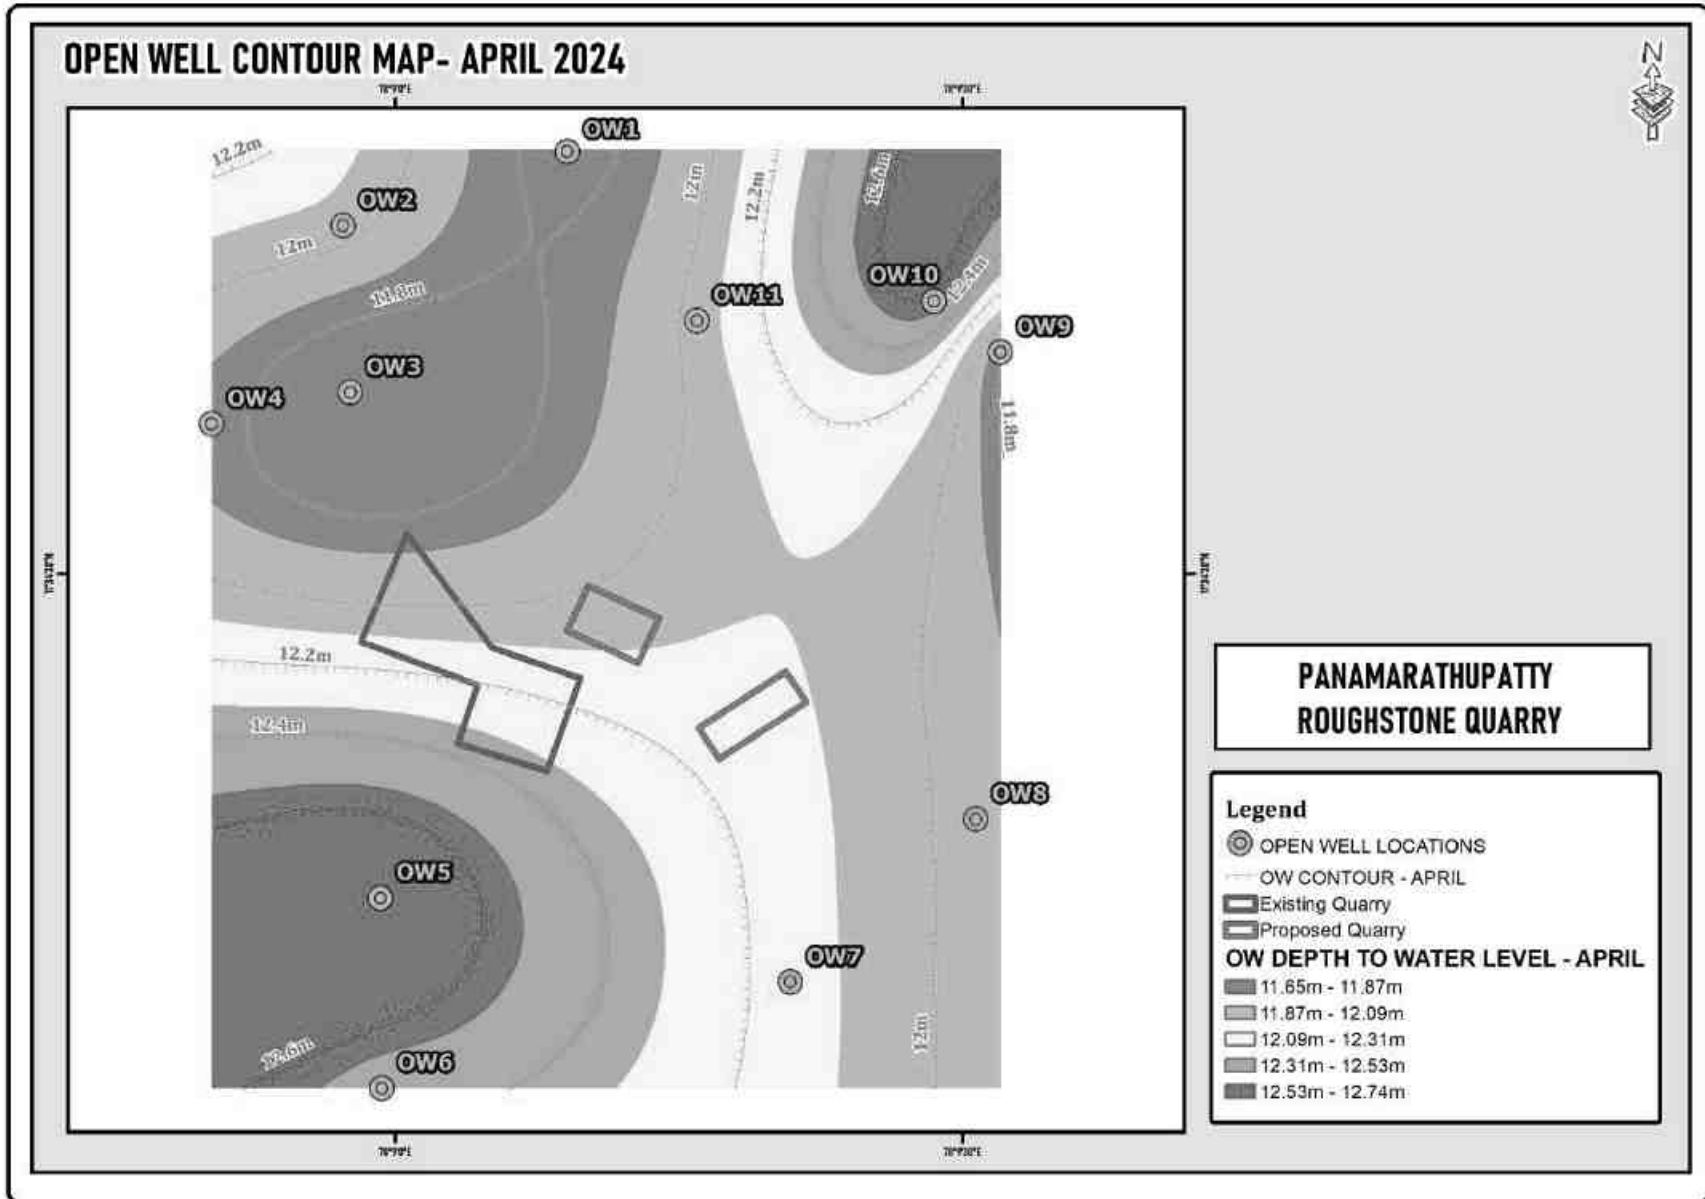 OPEN WELL CONTOUR MAP- APRIL 2024
N
OW1
12.2m
OW2
12m
12.2m
12.6m
12m
OW10
12.4m
11.8m
OW11
OW9
OW3
OW4
11.8m
12.2m
12.4m
PANAMARATHUPATTY
ROUGHSTONE QUARRY
OW8
OW5
OW7
12m
12.6m
OW6
Legend
OPEN WELL LOCATIONS
OW CONTOUR - APRIL
Existing Quarry
Proposed Quarry
OW DEPTH TO WATER LEVEL - APRIL
11.65m - 11.87m
11.87m - 12.09m
12.09m - 12.31m
12.31m - 12.53m
12.53m - 12.74m